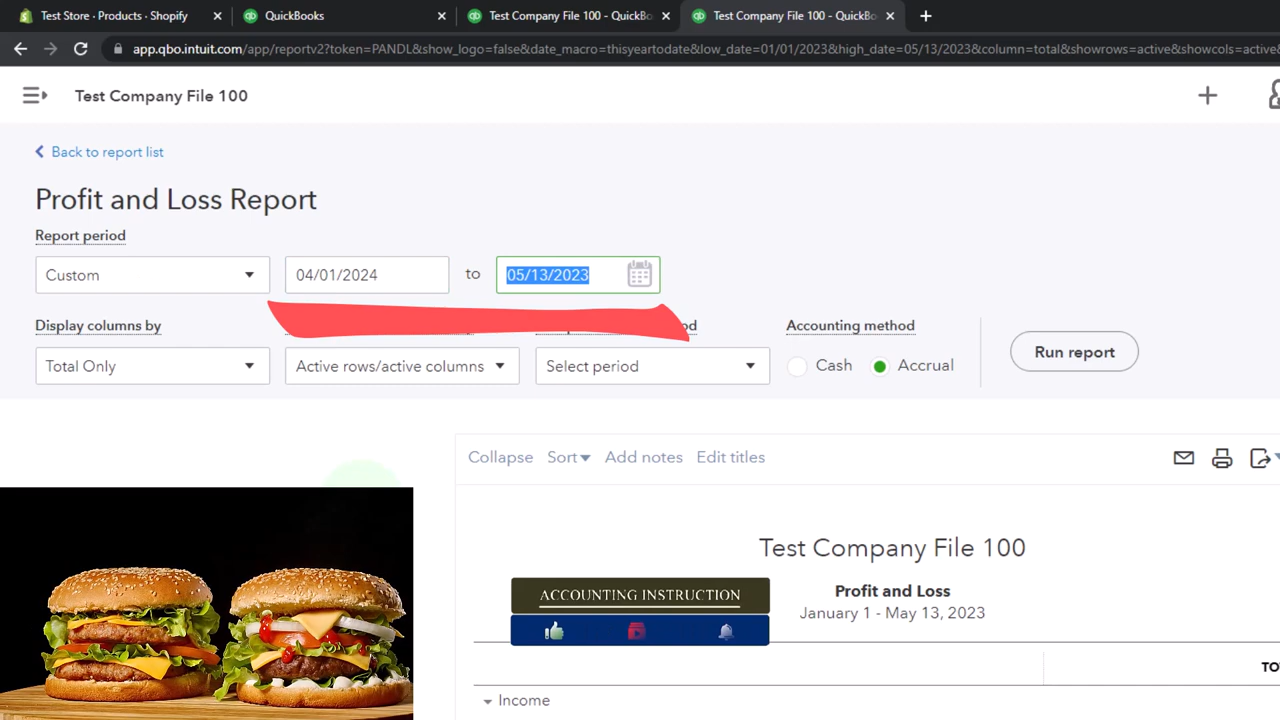 Test Store · Products · Shopify
QuickBooks
Test Company File 100 - QuickBo
Test Company File 100 - QuickBo
app.qbo.intuit.com/app/reportv2?token=PANDL&show_logo=false&date_macro=thisyeartodate&low_date=01/01/2023&high_date=05/13/2023&column=total&showrows=active&showcols=active&
Test Company File 100
Back to report list
Profit and Loss Report
Report period
Custom
04/01/2024
to
05/13/2023
Display columns by
Accounting method
Total Only
Active rows/active columns
Select period
Cash
Accrual
Run report
Collapse
Sort
Add notes
Edit titles
Test Company File 100
ACCOUNTING INSTRUCTION
Profit and Loss
January 1 - May 13, 2023
Income